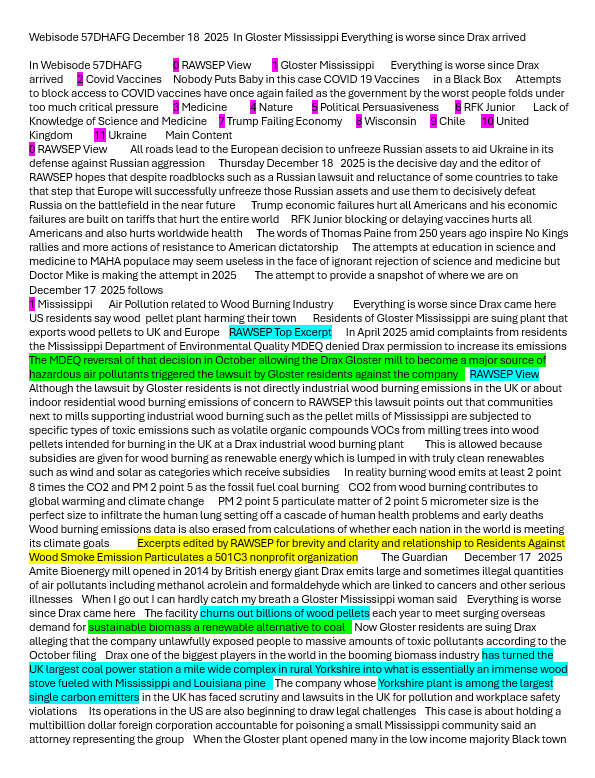 Webisode 57DHAFG December 18  2025  In Gloster Mississippi Everything is worse since Drax arrived
In Webisode 57DHAFG 0 RAWSEP View 1 Gloster Mississippi Everything is worse since Drax
arrived 2 Covid Vaccines Nobody Puts Baby in this case COVID 19 Vaccines in a Black Box Attempts
to block access to COVID vaccines have once again failed as the government by the worst people folds under
too much critical pressure 3 Medicine 4 Nature 5 Political Persuasiveness 6 RFK Junior Lack of
Knowledge of Science and Medicine 7 Trump Failing Economy 8 Wisconsin 9 Chile 10 United
Kingdom 11 Ukraine Main Content
0 RAWSEP View All roads lead to the European decision to unfreeze Russian assets to aid Ukraine in its
defense against Russian aggression Thursday December 18 2025 is the decisive day and the editor of
RAWSEP hopes that despite roadblocks such as a Russian lawsuit and reluctance of some countries to take
that step that Europe will successfully unfreeze those Russian assets and use them to decisively defeat
Russia on the battlefield in the near future Trump economic failures hurt all Americans and his economic
failures are built on tariffs that hurt the entire world RFK Junior blocking or delaying vaccines hurts all
Americans and also hurts worldwide health The words of Thomas Paine from 250 years ago inspire No Kings
rallies and more actions of resistance to American dictatorship The attempts at education in science and
medicine to MAHA populace may seem useless in the face of ignorant rejection of science and medicine but
Doctor Mike is making the attempt in 2025 The attempt to provide a snapshot of where we are on
December 17 2025 follows
1 Mississippi Air Pollution related to Wood Burning Industry Everything is worse since Drax came here
US residents say wood pellet plant harming their town Residents of Gloster Mississippi are suing plant that
exports wood pellets to UK and Europe RAWSEP Top Excerpt In April 2025 amid complaints from residents
the Mississippi Department of Environmental Quality MDEQ denied Drax permission to increase its emissions
The MDEQ reversal of that decision in October allowing the Drax Gloster mill to become a major source of
hazardous air pollutants triggered the lawsuit by Gloster residents against the company RAWSEP View
Although the lawsuit by Gloster residents is not directly industrial wood burning emissions in the UK or about
indoor residential wood burning emissions of concern to RAWSEP this lawsuit points out that communities
next to mills supporting industrial wood burning such as the pellet mills of Mississippi are subjected to
specific types of toxic emissions such as volatile organic compounds VOCs from milling trees into wood
pellets intended for burning in the UK at a Drax industrial wood burning plant This is allowed because
subsidies are given for wood burning as renewable energy which is lumped in with truly clean renewables
such as wind and solar as categories which receive subsidies In reality burning wood emits at least 2 point
8 times the CO2 and PM 2 point 5 as the fossil fuel coal burning CO2 from wood burning contributes to
global warming and climate change PM 2 point 5 particulate matter of 2 point 5 micrometer size is the
perfect size to infiltrate the human lung setting off a cascade of human health problems and early deaths
Wood burning emissions data is also erased from calculations of whether each nation in the world is meeting
its climate goals Excerpts edited by RAWSEP for brevity and clarity and relationship to Residents Against
Wood Smoke Emission Particulates a 501C3 nonprofit organization The Guardian December 17 2025
Amite Bioenergy mill opened in 2014 by British energy giant Drax emits large and sometimes illegal quantities
of air pollutants including methanol acrolein and formaldehyde which are linked to cancers and other serious
illnesses When I go out I can hardly catch my breath a Gloster Mississippi woman said Everything is worse
since Drax came here The facility churns out billions of wood pellets each year to meet surging overseas
demand for sustainable biomass a renewable alternative to coal Now Gloster residents are suing Drax
alleging that the company unlawfully exposed people to massive amounts of toxic pollutants according to the
October filing Drax one of the biggest players in the world in the booming biomass industry has turned the
UK largest coal power station a mile wide complex in rural Yorkshire into what is essentially an immense wood
stove fueled with Mississippi and Louisiana pine The company whose Yorkshire plant is among the largest
single carbon emitters in the UK has faced scrutiny and lawsuits in the UK for pollution and workplace safety
violations Its operations in the US are also beginning to draw legal challenges This case is about holding a
multibillion dollar foreign corporation accountable for poisoning a small Mississippi community said an
attorney representing the group When the Gloster plant opened many in the low income majority Black town